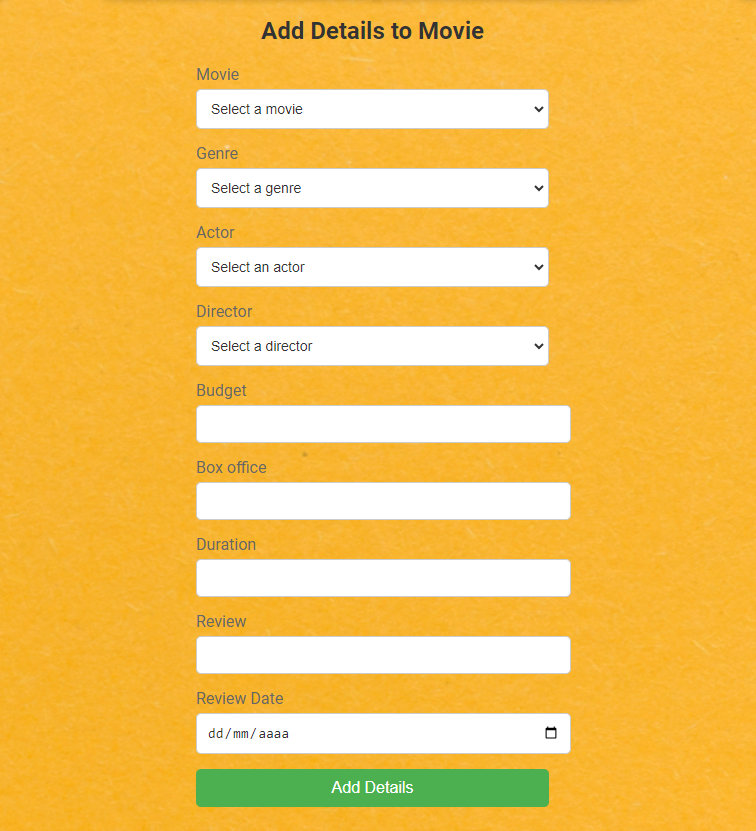 Add Details to Movie
Movie
Select a movie
Genre
Select a genre
Actor
Select an actor
Director
Select a director
Budget
Box office
Duration
Review
Review Date
dd/mm/aaaa
Add Details